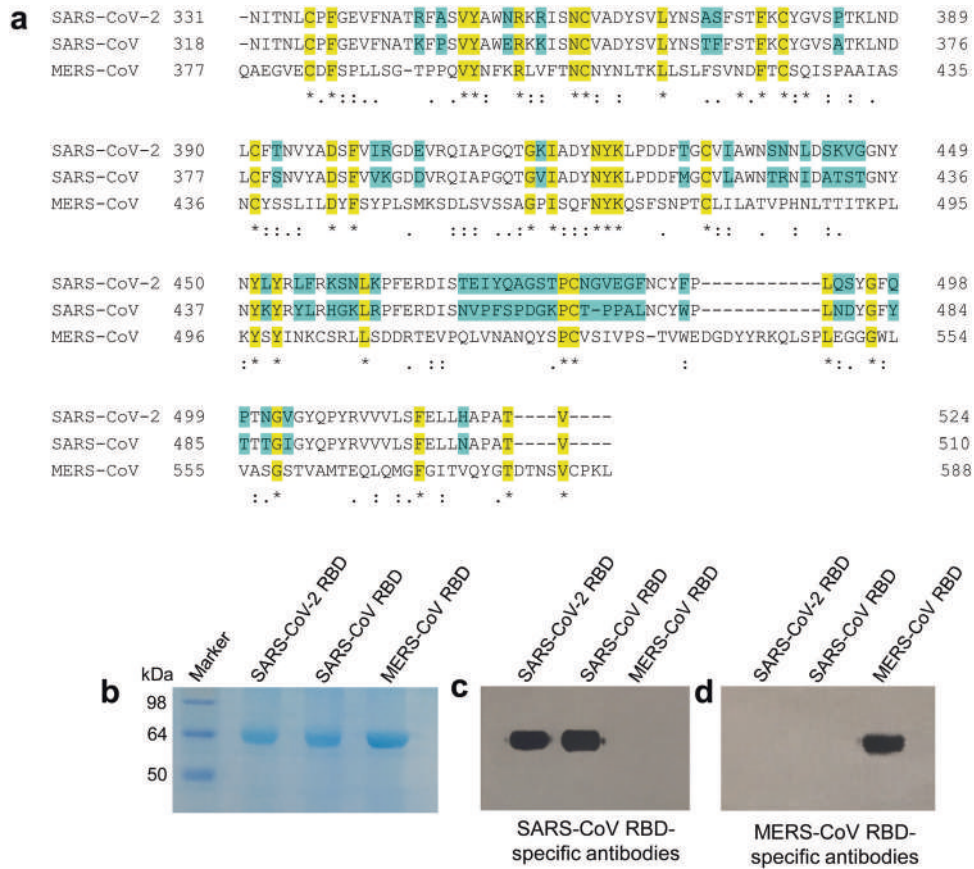 a
SARS-CoV-2 331 -NITNLCPFGEVFNATRFASVYAWNRKRISNCVADYSVLYNSASFSTFKCYGVSPTKLND 389
SARS-CoV 318 -NITNLCPFGEVFNATKFPSVYAWERKKISNCVADYSVLYNSTFFSTFKCYGVSATKLND 376
MERS-CoV 377 QAEGVECDFSPLLSG-TPPQVYNFKRLVFTNCNYNLTKLLSLFSVNDFTCSQISPAAIAS 435
*.*::.. . .**: * **: : * .. *.* * : : .
SARS-CoV-2 390 LCFTNVYADSFVIRGDEVRQIAPGQTGKIADYNYKLPDDFTGCVIAWNSNNLDSKVGGNY 449
SARS-CoV 377 LCFSNVYADSFVVKGDDVRQIAPGQTGVIADYNYKLPDDFMGCVLAWNTRNIDATSTGNY 436
MERS-CoV 436 NCYSSLILDYFSYPLSMKSDLSVSSAGPISQFNYKQSFSNPTCLILATVPHNLTTITKPL 495
*::.: * * . :::: ..::* *::*** . *:: . : :.
SARS-CoV-2 450 NYLYRLFRKSNLKPFERDISTEIYQAGSTPCNGVEGFNCYFP-----------LQSYGFQ 498
SARS-CoV 437 NYKYRYLRHGKLRPFERDISNVPFSPDGKPCT-PPALNCYWP-----------LNDYGFY 484
MERS-CoV 496 KYSYINKCSRLLSDDRTEVPQLVNANQYSPCVSIVPS-TVWEDGDYYRKQLSPLEGGGWL 554
:* * * . :: ** : *: *:
SARS-CoV-2 499 PTNGVGYQPYRVVVLSFELLHAPAT----V---- 524
SARS-CoV 485 TTTGIGYQPYRVVVLSFELLNAPAT----V---- 510
MERS-CoV 555 VASGSTVAMTEQLQMGFGITVQYGTDTNSVCPKL 588
:.* . : .* : .* *
b
kDa
Marker
SARS-CoV-2 RBD
SARS-CoV RBD
MERS-CoV RBD
98
64
50
c
SARS-CoV-2 RBD
SARS-CoV RBD
MERS-CoV RBD
SARS-CoV RBD-
specific antibodies
d
SARS-CoV-2 RBD
SARS-CoV RBD
MERS-CoV RBD
MERS-CoV RBD-
specific antibodies